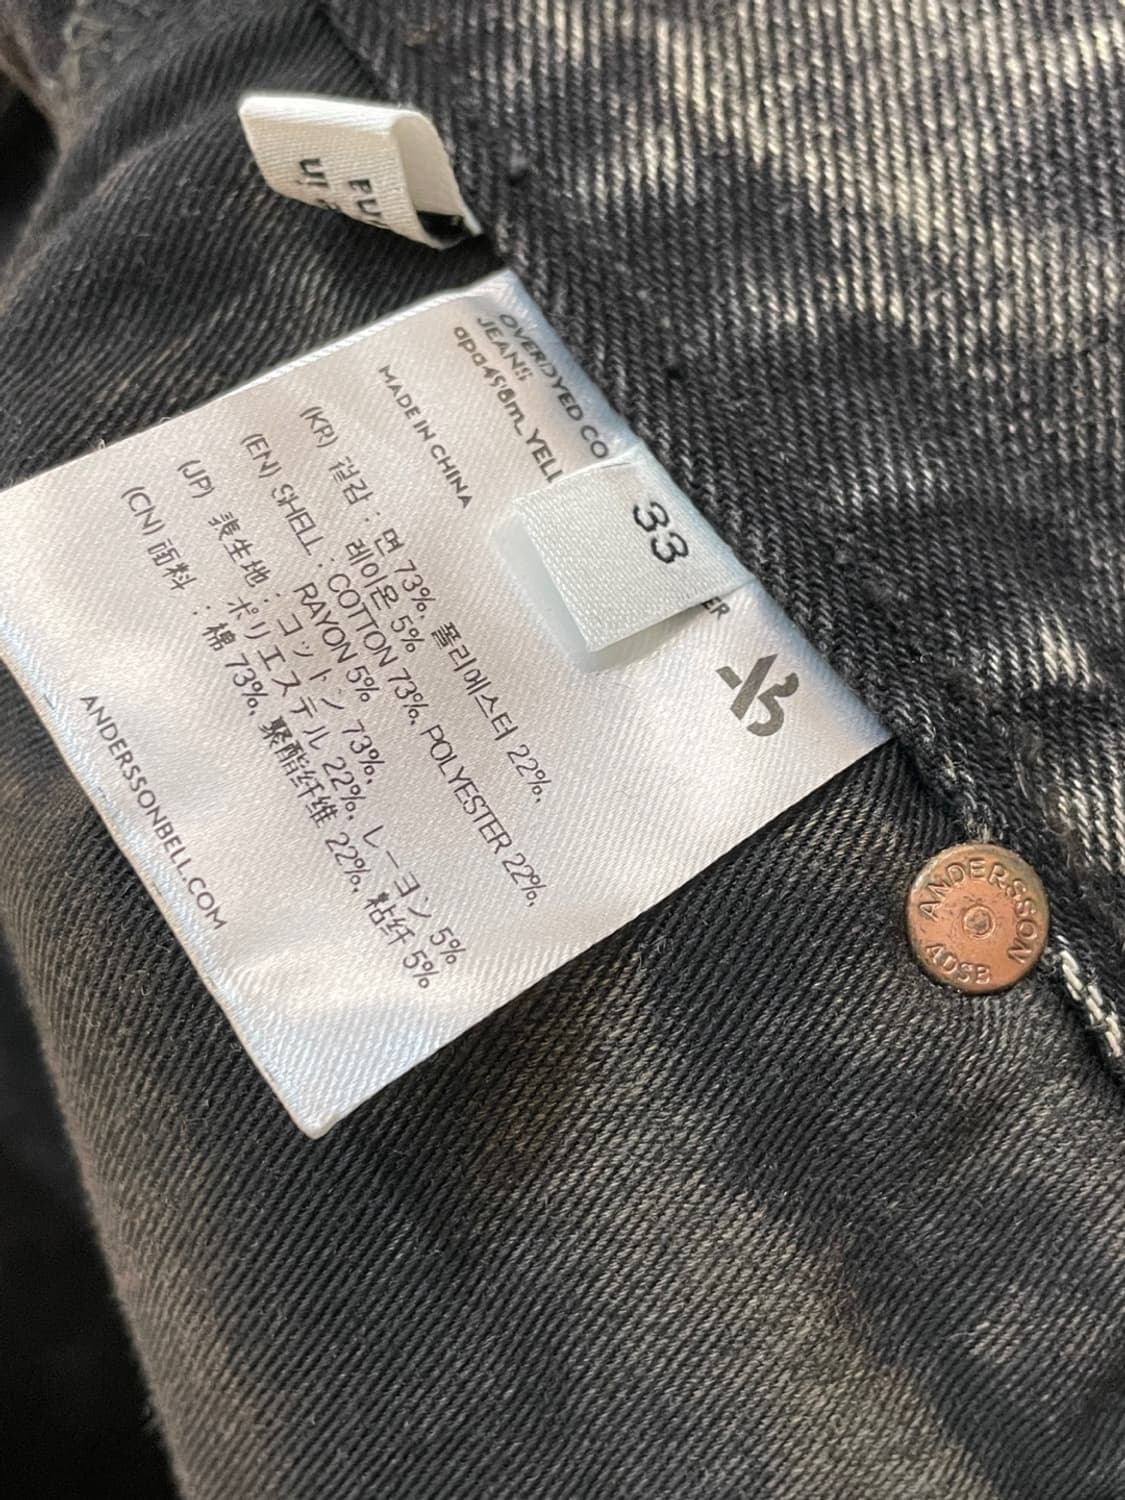 OVERDYED CO
JEANS
apa498m_YELL
33
MADE IN CHINA
(KR) 겉감 : 면 73%, 폴리에스터 22%,
레이온 5%
(EN) SHELL : COTTON 73%, POLYESTER 22%,
RAYON 5%
(JP) 表生地 : コットン 73%,
ポリエステル 22%, レーヨン 5%
(CN) 面料 : 棉 73%, 聚酯纤维 22%, 粘纤 5%
ANDERSSONBELL.COM
ANDERSSON
ADSB